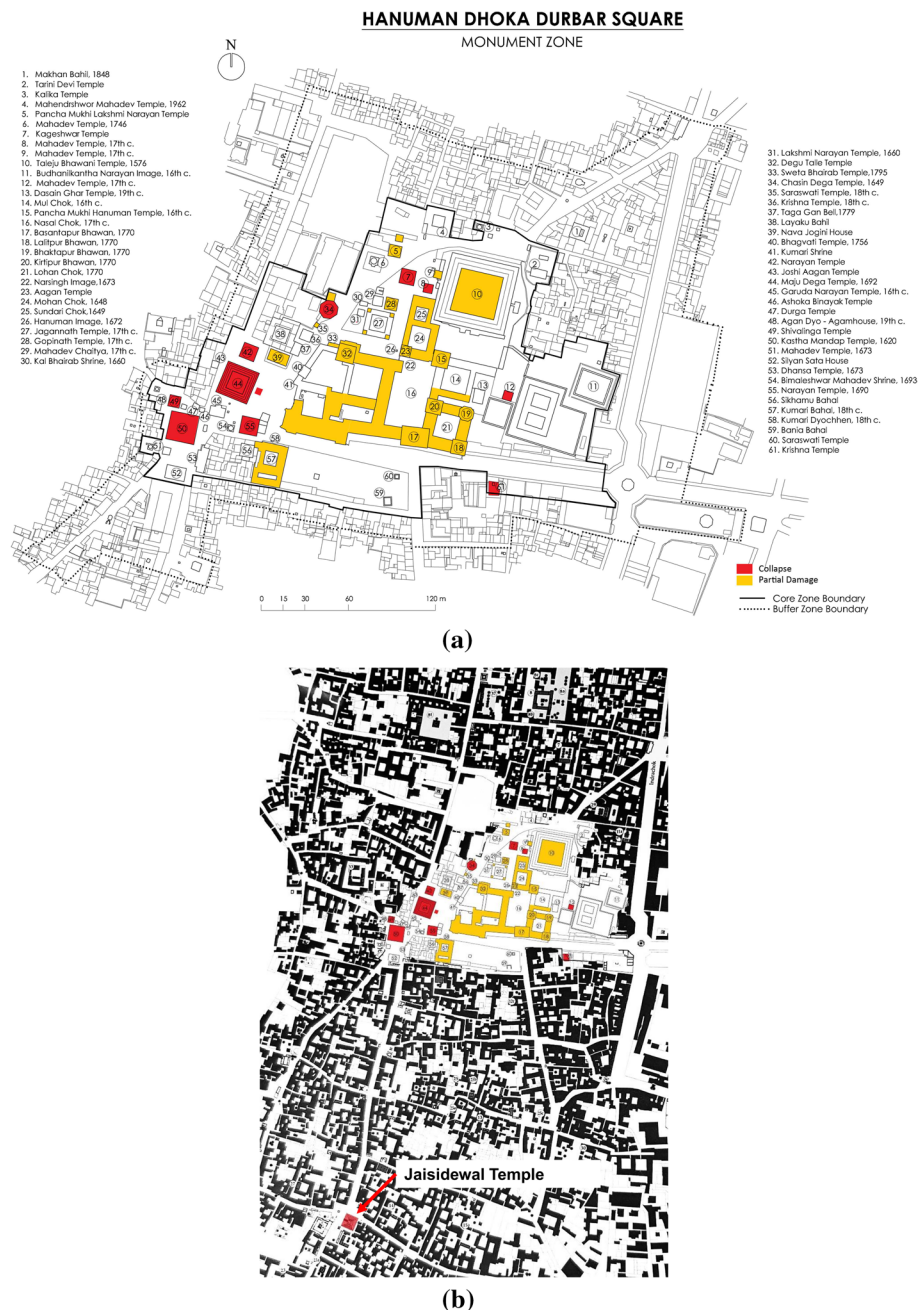 HANUMAN DHOKA DURBAR SQUARE
MONUMENT ZONE
N
1. Makhan Bahil, 1848
2. Tarini Devi Temple
3. Kalika Temple
4. Mahendrshwor Mahadev Temple, 1962
5. Pancha Mukhi Lakshmi Narayan Temple
6. Mahadev Temple, 1746
7. Kageshwar Temple
8. Mahadev Temple, 17th c.
9. Mahadev Temple, 17th c.
10. Taleju Bhawani Temple, 1576
11. Budhanikantha Narayan Image, 16th c.
12. Mahadev Temple, 17th c.
13. Dasain Ghar Temple, 19th c.
14. Mul Chok, 16th c.
15. Pancha Mukhi Hanuman Temple, 16th c.
16. Nasal Chok, 17th c.
17. Basantapur Bhawan, 1770
18. Lalitpur Bhawan, 1770
19. Bhaktapur Bhawan, 1770
20. Kirtipur Bhawan, 1770
21. Lohan Chok, 1770
22. Narsingh Image,1673
23. Aagan Temple
24. Mohan Chok, 1648
25. Sundari Chok,1649
26. Hanuman Image, 1672
27. Jagannath Temple, 17th c.
28. Gopinath Temple, 17th c.
29. Mahadev Chaitya, 17th c.
30. Kal Bhairab Shrine, 1660
31. Lakshmi Narayan Temple, 1660
32. Degu Talle Temple
33. Sweta Bhairab Temple,1795
34. Chasin Dega Temple, 1649
35. Saraswati Temple, 18th c.
36. Krishna Temple, 18th c.
37. Taga Gan Bell,1779
38. Layaku Bahil
39. Nava Jogini House
40. Bhagvati Temple, 1756
41. Kumari Shrine
42. Narayan Temple
43. Joshi Aagan Temple
44. Maju Dega Temple, 1692
45. Garuda Narayan Temple, 16th c.
46. Ashoka Binayak Temple
47. Durga Temple
48. Agan Dyo - Agamhouse, 19th c.
49. Shivalinga Temple
50. Kastha Mandap Temple, 1620
51. Mahadev Temple, 1673
52. Silyan Sata House
53. Dhansa Temple, 1673
54. Bimaleshwar Mahadev Shrine, 1693
55. Narayan Temple, 1690
56. Sikhamu Bahal
57. Kumari Bahal, 18th c.
58. Kumari Dyochhen, 18th c.
59. Bania Bahal
60. Saraswati Temple
61. Krishna Temple
Collapse
Partial Damage
Core Zone Boundary
Buffer Zone Boundary
0 15 30 60 120 m
(a)
Indrachok
Jaisidewal Temple
(b)